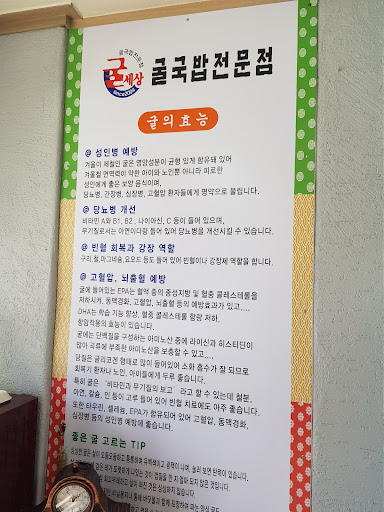 굴국밥전문점
굴세상
굴국밥전문점
굴의효능
@ 성인병 예방
겨울이 제철인 굴은 영양성분이 균형 있게 함유돼 있어
겨울철 면역력이 약한 아이와 노인뿐 아니라 피로한
성인에게 좋은 보양 음식이며,
당뇨병, 간장병, 심장병, 고혈압 환자들에게 명약으로 불립니다.
@ 당뇨병 개선
비타민 A와 B1, B2, 나이아신, C 등이 들어 있으며,
무기질로서는 아연이다량 들어 있어 당뇨병을 개선시킬 수 있습니다.
@ 빈혈 회복과 강장 역할
구리,철,마그네슘,요오드 등도 들어 있어 빈혈이나 강장제 역할을 합니다.
@ 고혈압, 뇌출혈 예방
굴에 들어있는 EPA는 혈액 중의 중성지방 및 혈중 콜레스테롤을
저하시켜, 동맥경화, 고혈압, 뇌출혈 등의 예방효과가 있고....
DHA는 학습 기능 향상, 혈중 콜레스테롤 함량 저하,
항암작용의 효능이 있습니다.
굴에는 단백질을 구성하는 아미노산 중에 라이신과 히스티딘이
많아 곡류에 부족한 아미노산을 보충할 수 있고....
당질은 글리코겐 형태로 많이 들어있어 소화 흡수가 잘 되므로
회복기 환자나 노인, 아이들에게 두루 좋습니다.
특히 굴은 '비타민과 무기질의 보고' 라고 할 수 있는데 철분,
아연, 칼슘, 인 등이 고루 들어 있어 빈혈 치료에도 아주 좋습니다.
또한 타우린, 셀레늄, EPA가 함유되어 있어 고혈압, 동맥경화,
심장병 등의 성인병 예방에 좋습니다.
좋은 굴 고르는 TIP